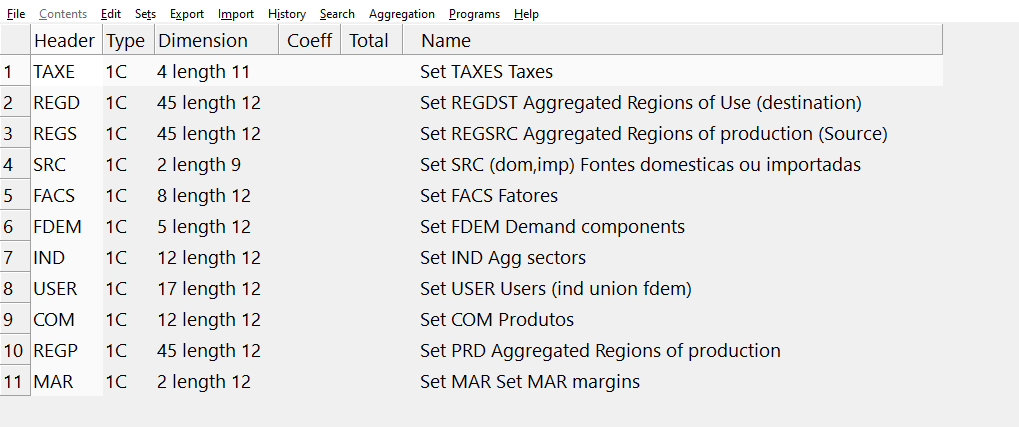 File Contents Edit Sets Export Import History Search Aggregation Programs Help
Header Type Dimension Coeff Total Name
1 TAXE 1C 4 length 11 Set TAXES Taxes
2 REGD 1C 45 length 12 Set REGDST Aggregated Regions of Use (destination)
3 REGS 1C 45 length 12 Set REGSRC Aggregated Regions of production (Source)
4 SRC 1C 2 length 9 Set SRC (dom,imp) Fontes domesticas ou importadas
5 FACS 1C 8 length 12 Set FACS Fatores
6 FDEM 1C 5 length 12 Set FDEM Demand components
7 IND 1C 12 length 12 Set IND Agg sectors
8 USER 1C 17 length 12 Set USER Users (ind union fdem)
9 COM 1C 12 length 12 Set COM Produtos
10 REGP 1C 45 length 12 Set PRD Aggregated Regions of production
11 MAR 1C 2 length 12 Set MAR Set MAR margins